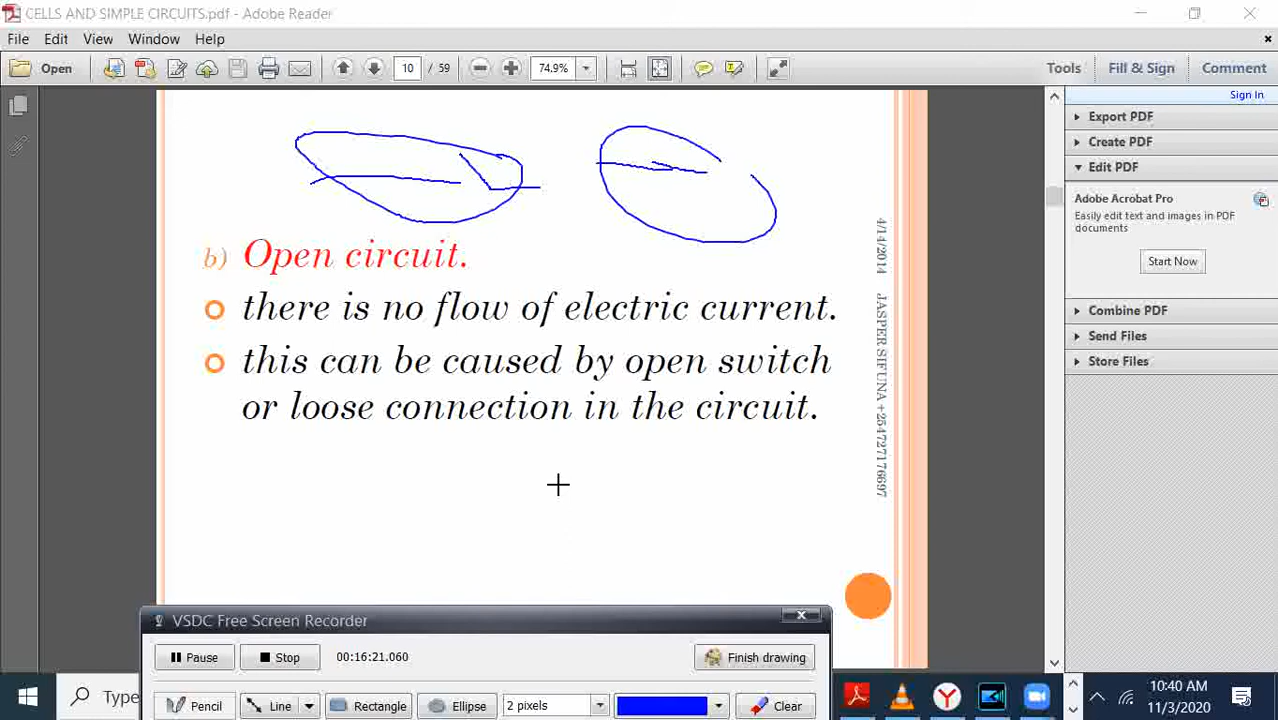 CELLS AND SIMPLE CIRCUITS.pdf - Adobe Reader
File Edit View Window Help
Open 10 / 59 74.9% Tools Fill & Sign Comment
Sign In
Export PDF
Create PDF
Edit PDF
Adobe Acrobat Pro
Easily edit text and images in PDF
documents
Start Now
Combine PDF
Send Files
Store Files
b) Open circuit.
there is no flow of electric current.
this can be caused by open switch
or loose connection in the circuit.
4/14/2014 JASPER SIFUNA +254727176697
VSDC Free Screen Recorder
Pause Stop 00:16:21.060 Finish drawing
Pencil Line Rectangle Ellipse 2 pixels Clear
Type
10:40 AM
11/3/2020